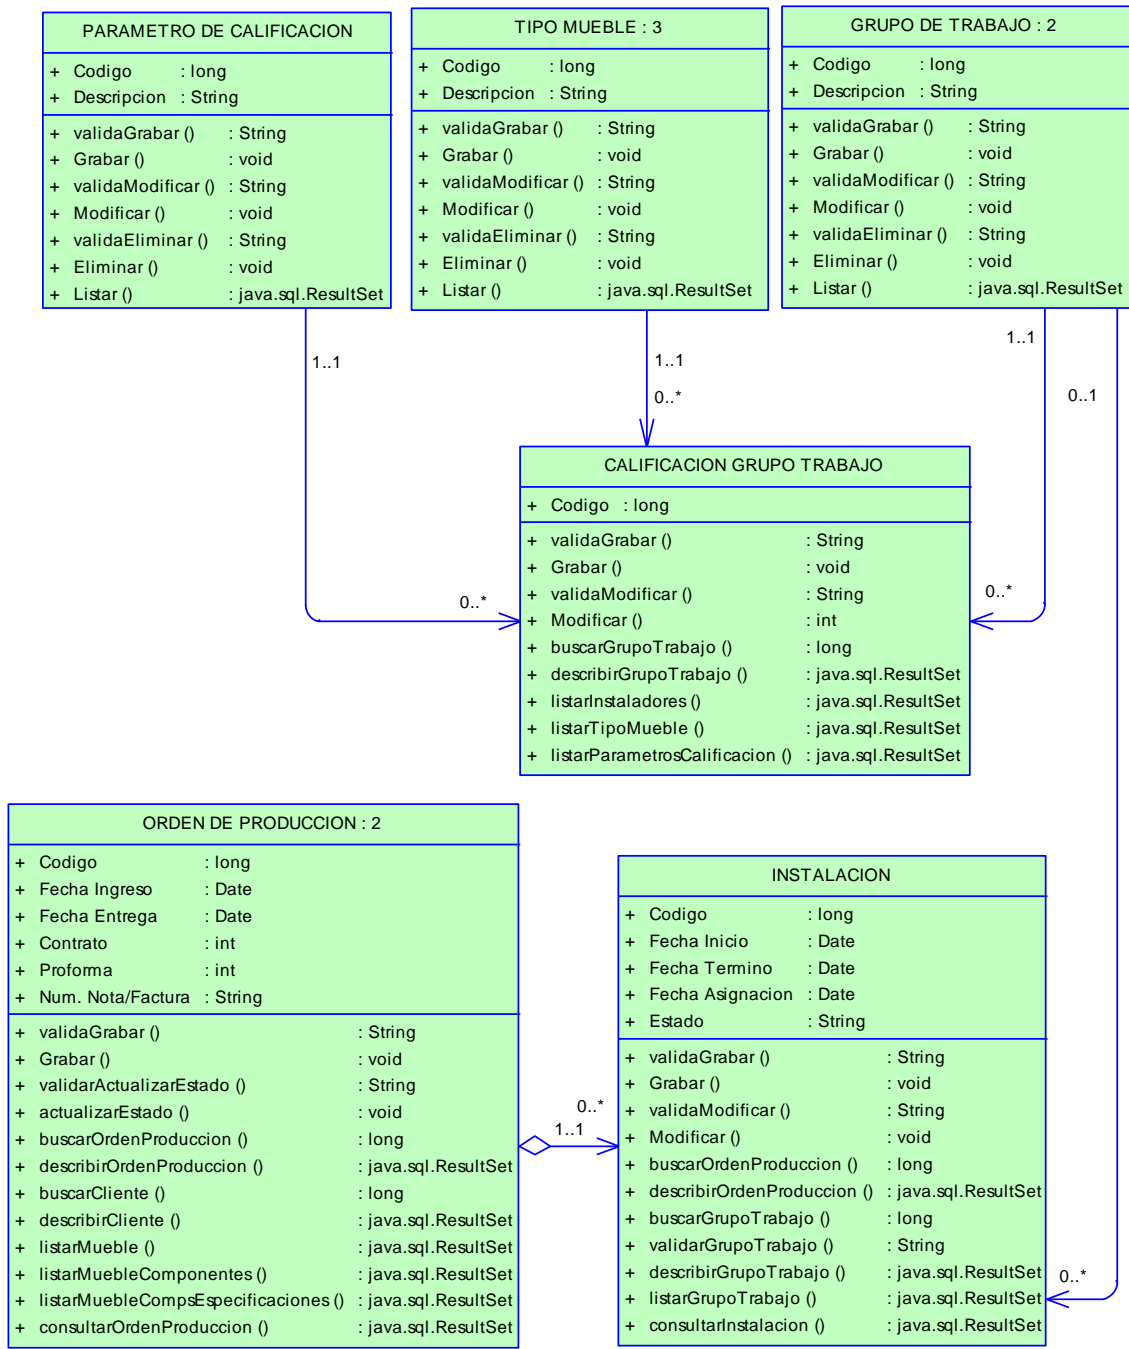 PARAMETRO DE CALIFICACION
+ Codigo : long
+ Descripcion : String
+ validaGrabar () : String
+ Grabar () : void
+ validaModificar () : String
+ Modificar () : void
+ validaEliminar () : String
+ Eliminar () : void
+ Listar () : java.sql.ResultSet
TIPO MUEBLE : 3
+ Codigo : long
+ Descripcion : String
+ validaGrabar () : String
+ Grabar () : void
+ validaModificar () : String
+ Modificar () : void
+ validaEliminar () : String
+ Eliminar () : void
+ Listar () : java.sql.ResultSet
GRUPO DE TRABAJO : 2
+ Codigo : long
+ Descripcion : String
+ validaGrabar () : String
+ Grabar () : void
+ validaModificar () : String
+ Modificar () : void
+ validaEliminar () : String
+ Eliminar () : void
+ Listar () : java.sql.ResultSet
1..1
1..1
1..1
0..*
0..1
CALIFICACION GRUPO TRABAJO
+ Codigo : long
+ validaGrabar () : String
+ Grabar () : void
+ validaModificar () : String
+ Modificar () : int
+ buscarGrupoTrabajo () : long
+ describirGrupoTrabajo () : java.sql.ResultSet
+ listarInstaladores () : java.sql.ResultSet
+ listarTipoMueble () : java.sql.ResultSet
+ listarParametrosCalificacion () : java.sql.ResultSet
0..*
0..*
ORDEN DE PRODUCCION : 2
+ Codigo : long
+ Fecha Ingreso : Date
+ Fecha Entrega : Date
+ Contrato : int
+ Proforma : int
+ Num. Nota/Factura : String
+ validaGrabar () : String
+ Grabar () : void
+ validarActualizarEstado () : String
+ actualizarEstado () : void
+ buscarOrdenProduccion () : long
+ describirOrdenProduccion () : java.sql.ResultSet
+ buscarCliente () : long
+ describirCliente () : java.sql.ResultSet
+ listarMueble () : java.sql.ResultSet
+ listarMuebleComponentes () : java.sql.ResultSet
+ listarMuebleCompsEspecificaciones () : java.sql.ResultSet
+ consultarOrdenProduccion () : java.sql.ResultSet
0..*
1..1
INSTALACION
+ Codigo : long
+ Fecha Inicio : Date
+ Fecha Termino : Date
+ Fecha Asignacion : Date
+ Estado : String
+ validaGrabar () : String
+ Grabar () : void
+ validaModificar () : String
+ Modificar () : void
+ buscarOrdenProduccion () : long
+ describirOrdenProduccion () : java.sql.ResultSet
+ buscarGrupoTrabajo () : long
+ validarGrupoTrabajo () : String
+ describirGrupoTrabajo () : java.sql.ResultSet
+ listarGrupoTrabajo () : java.sql.ResultSet
+ consultarInstalacion () : java.sql.ResultSet
0..*